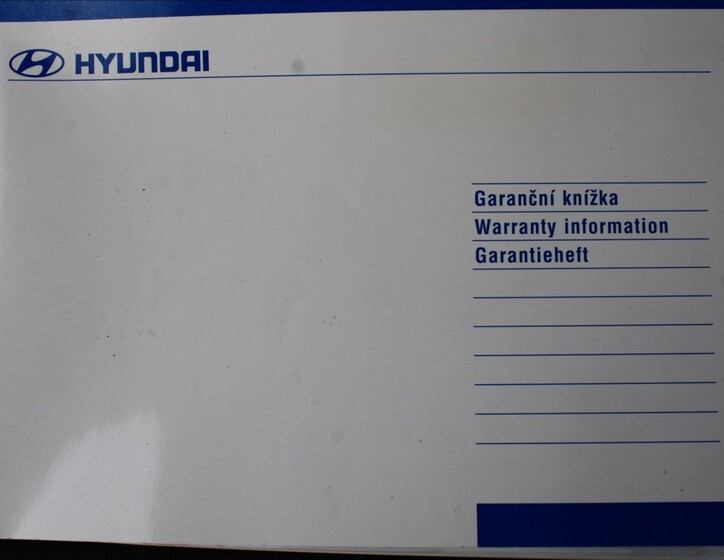 HYUNDAI
Garanční knížka
Warranty information
Garantieheft